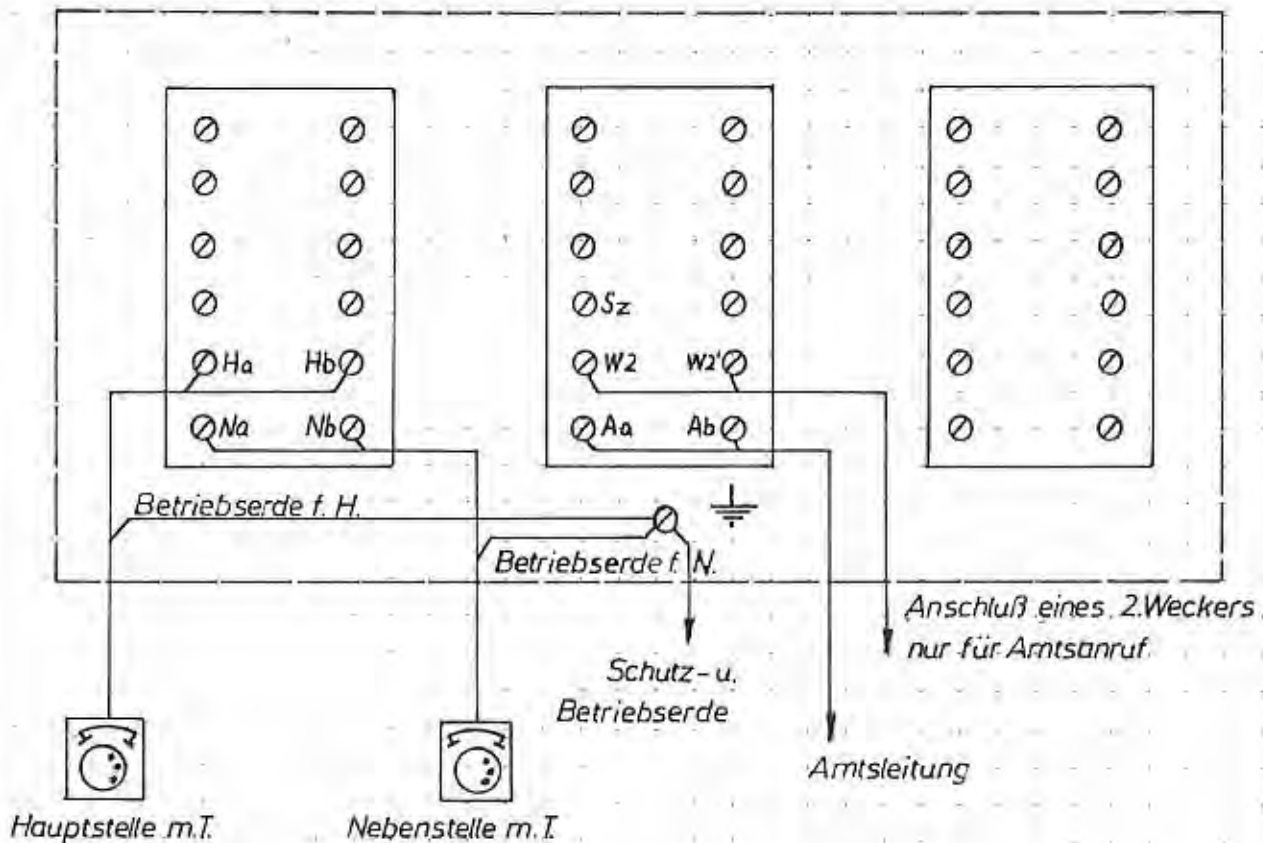 Sz
Ha Hb W2 W2'
Na Nb Aa Ab
Betriebserde f. H.
Betriebserde f. N.
Anschluß eines 2.Weckers
nur für Amtsanruf
Schutz- u.
Betriebserde
Amtsleitung
Hauptstelle m.T.
Nebenstelle m.T.